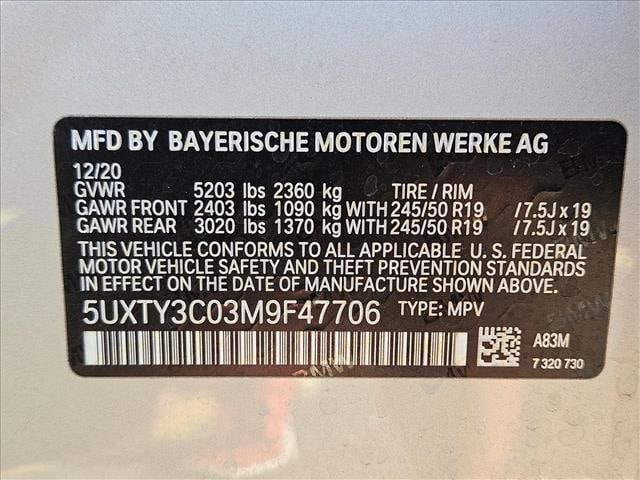 MFD BY BAYERISCHE MOTOREN WERKE AG
12/20
GVWR 5203 lbs 2360 kg TIRE / RIM
GAWR FRONT 2403 lbs 1090 kg WITH 245/50 R19 / 7.5J x 19
GAWR REAR 3020 lbs 1370 kg WITH 245/50 R19 / 7.5J x 19
THIS VEHICLE CONFORMS TO ALL APPLICABLE U. S. FEDERAL
MOTOR VEHICLE SAFETY AND THEFT PREVENTION STANDARDS
IN EFFECT ON THE DATE OF MANUFACTURE SHOWN ABOVE.
5UXTY3C03M9F47706 TYPE: MPV
A83M
7 320 730
BMW